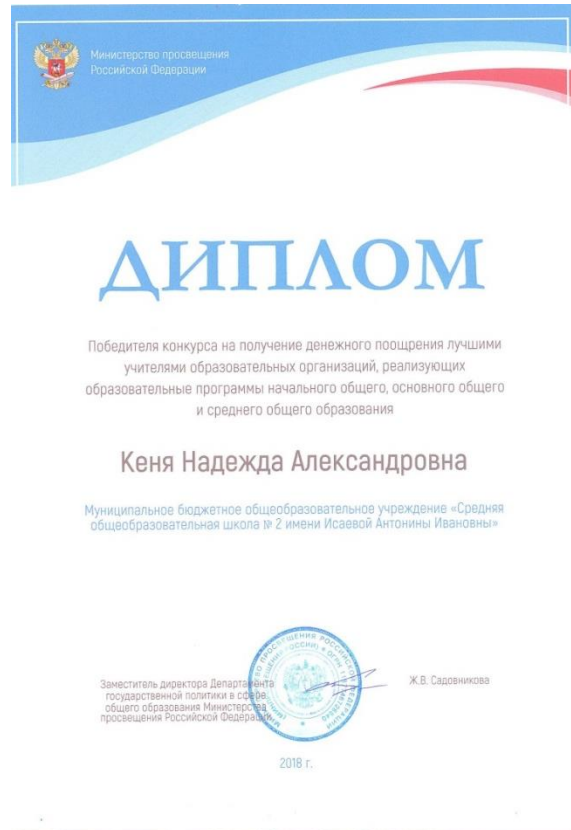 Министерство просвещения
Российской Федерации
ДИПЛОМ
Победителя конкурса на получение денежного поощрения лучшими
учителями образовательных организаций, реализующих
образовательные программы начального общего, основного общего
и среднего общего образования
Кеня Надежда Александровна
Муниципальное бюджетное общеобразовательное учреждение «Средняя
общеобразовательная школа № 2 имени Исаевой Антонины Ивановны»
Заместитель директора Департамента
государственной политики в сфере
общего образования Министерства
просвещения Российской Федерации
Ж.В. Садовникова
2018 г.